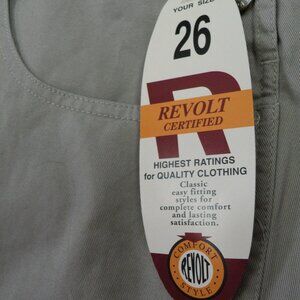 YOUR SIZE
26
R
REVOLT
CERTIFIED
HIGHEST RATINGS
for QUALITY CLOTHING
Classic
easy fitting
styles for
complete comfort
and lasting
satisfaction.
COMFORT
REVOLT
STYLE